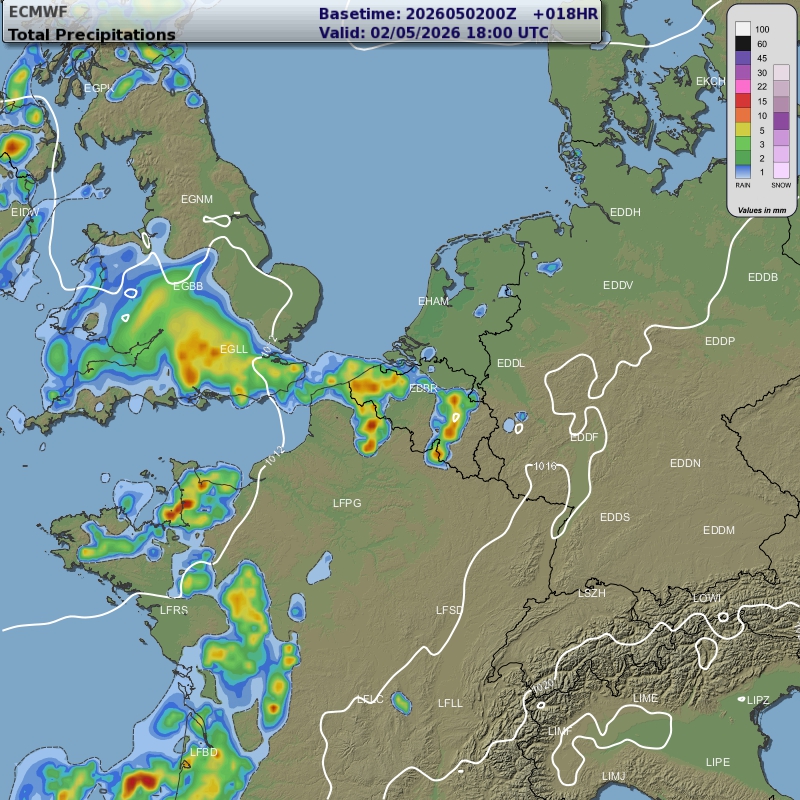 ECMWF
Basetime: 2026050200Z +018HR
Total Precipitations
Valid: 02/05/2026 18:00 UTC
100
60
45
30
22
15
10
5
3
2
1
RAIN
SNOW
Values in mm
EGPH
EKCH
EIDW
EGNM
EDDH
EGBB
EHAM
EDDV
EDDB
EGLL
EDDP
EDDL
EBBR
1012
EDDF
1012
1016
EDDN
LFPG
EDDS
EDDM
LSZH
LOWI
LFRS
LFSD
1020
LFLC
LFLL
LIME
LIPZ
LIMF
LFBD
LIPE
LIMJ